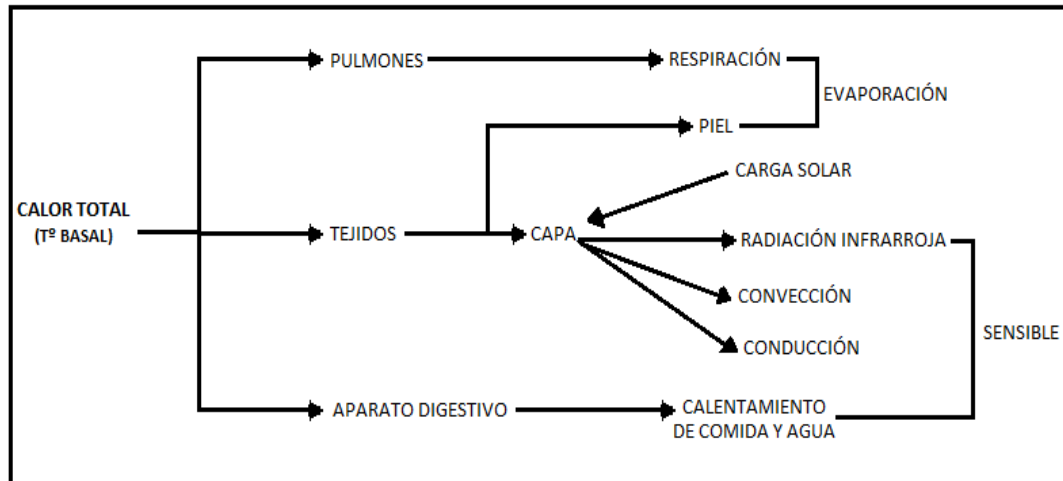 PULMONES
RESPIRACIÓN
EVAPORACIÓN
PIEL
CARGA SOLAR
CALOR TOTAL
(Tº BASAL)
TEJIDOS
CAPA
RADIACIÓN INFRARROJA
CONVECCIÓN
SENSIBLE
CONDUCCIÓN
APARATO DIGESTIVO
CALENTAMIENTO
DE COMIDA Y AGUA